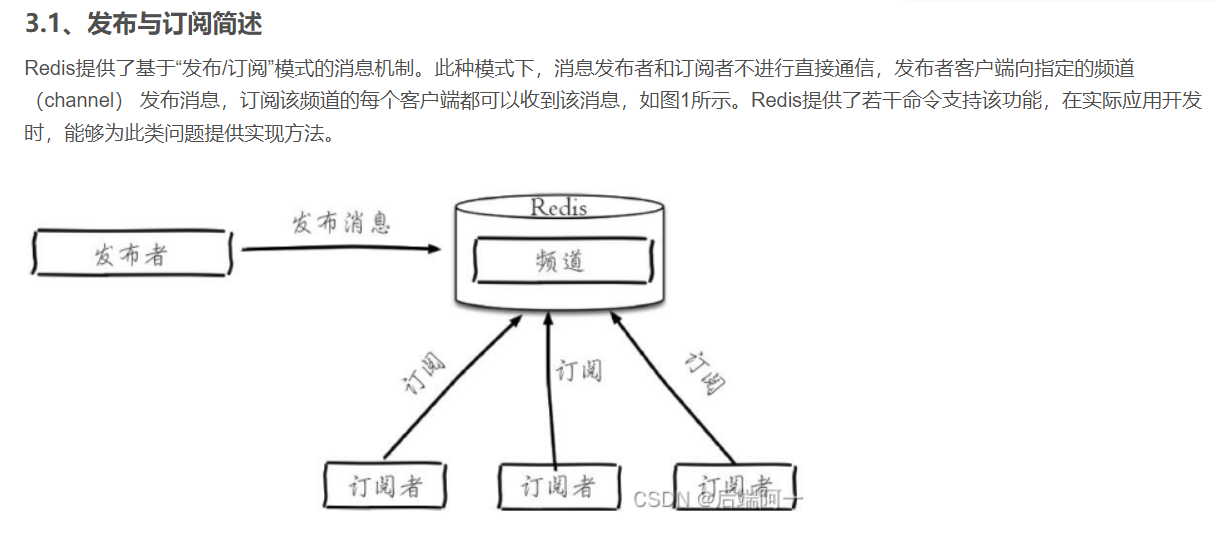 3.1、发布与订阅简述
Redis提供了基于“发布/订阅”模式的消息机制。此种模式下，消息发布者和订阅者不进行直接通信，发布者客户端向指定的频道
（channel） 发布消息，订阅该频道的每个客户端都可以收到该消息，如图1所示。Redis提供了若干命令支持该功能，在实际应用开发
时，能够为此类问题提供实现方法。
Redis
发布消息
发布者
频道
订阅
订阅
订阅
订阅者
订阅者
订阅者
CSDN @后端阿一